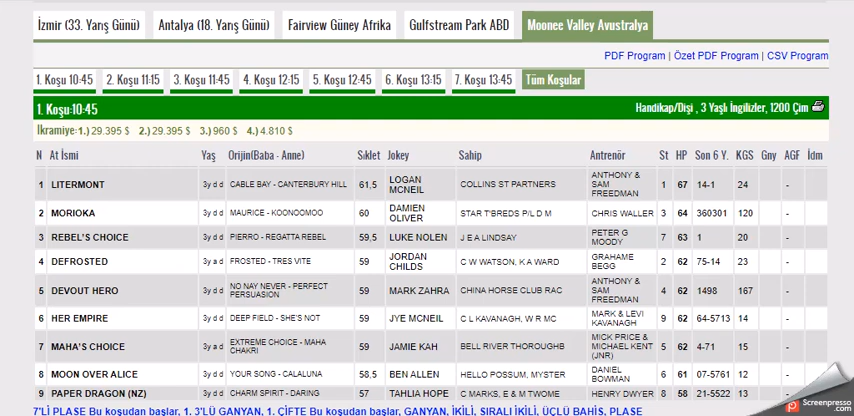 İzmir (33. Yarış Günü) Antalya (18. Yarış Günü) Fairview Güney Afrika Gulfstream Park ABD Moonee Valley Avustralya
PDF Program | Özet PDF Program | CSV Program
1. Koşu 10:45 2. Koşu 11:15 3. Koşu 11:45 4. Koşu 12:15 5. Koşu 12:45 6. Koşu 13:15 7. Koşu 13:45 Tüm Koşular
1. Koşu:10:45 Handikap/Dişi , 3 Yaşlı İngilizler, 1200 Çim
Ikramiye:1.) 29.395 $ 2.) 29.395 $ 3.) 960 $ 4.) 4.810 $
N At İsmi Yaş Orijin(Baba - Anne) Sıklet Jokey Sahip Antrenör St HP Son 6 Y. KGS Gny AGF İdm
1 LITERMONT 3y d d CABLE BAY - CANTERBURY HILL 61,5 LOGAN MCNEIL COLLINS ST PARTNERS ANTHONY & SAM FREEDMAN 1 67 14-1 24 -
2 MORIOKA 3y d d MAURICE - KOONOOMOO 60 DAMIEN OLIVER STAR T'BREDS P/L D M CHRIS WALLER 3 64 360301 120 -
3 REBEL'S CHOICE 3y d d PIERRO - REGATTA REBEL 59,5 LUKE NOLEN J E A LINDSAY PETER G MOODY 7 63 1 20 -
4 DEFROSTED 3y a d FROSTED - TRES VITE 59 JORDAN CHILDS C W WATSON, K A WARD GRAHAME BEGG 2 62 75-14 23 -
5 DEVOUT HERO 3y d d NO NAY NEVER - PERFECT PERSUASION 59 MARK ZAHRA CHINA HORSE CLUB RAC ANTHONY & SAM FREEDMAN 4 62 1498 167 -
6 HER EMPIRE 3y d d DEEP FIELD - SHE'S NOT 59 JYE MCNEIL C L KAVANAGH, W R MC MARK & LEVI KAVANAGH 9 62 64-5713 14 -
7 MAHA'S CHOICE 3y a d EXTREME CHOICE - MAHA CHAKRI 59 JAMIE KAH BELL RIVER THOROUGHB MICK PRICE & MICHAEL KENT (JNR) 5 62 4-71 15 -
8 MOON OVER ALICE 3y d d YOUR SONG - CALALUNA 58,5 BEN ALLEN HELLO POSSUM, MYSTER DANIEL BOWMAN 6 61 07-5761 12 -
9 PAPER DRAGON (NZ) 3y d d CHARM SPIRIT - DARING 57 TAHLIA HOPE C MARKS, E & M TWOME HENRY DWYER 8 58 21-5522 13 -
7'Lİ PLASE Bu koşudan başlar, 1. 3'LÜ GANYAN, 1. ÇİFTE Bu koşudan başlar, GANYAN, İKİLİ, SIRALI İKİLİ, ÜÇLÜ BAHİS, PLASE
Screenpresso
.com